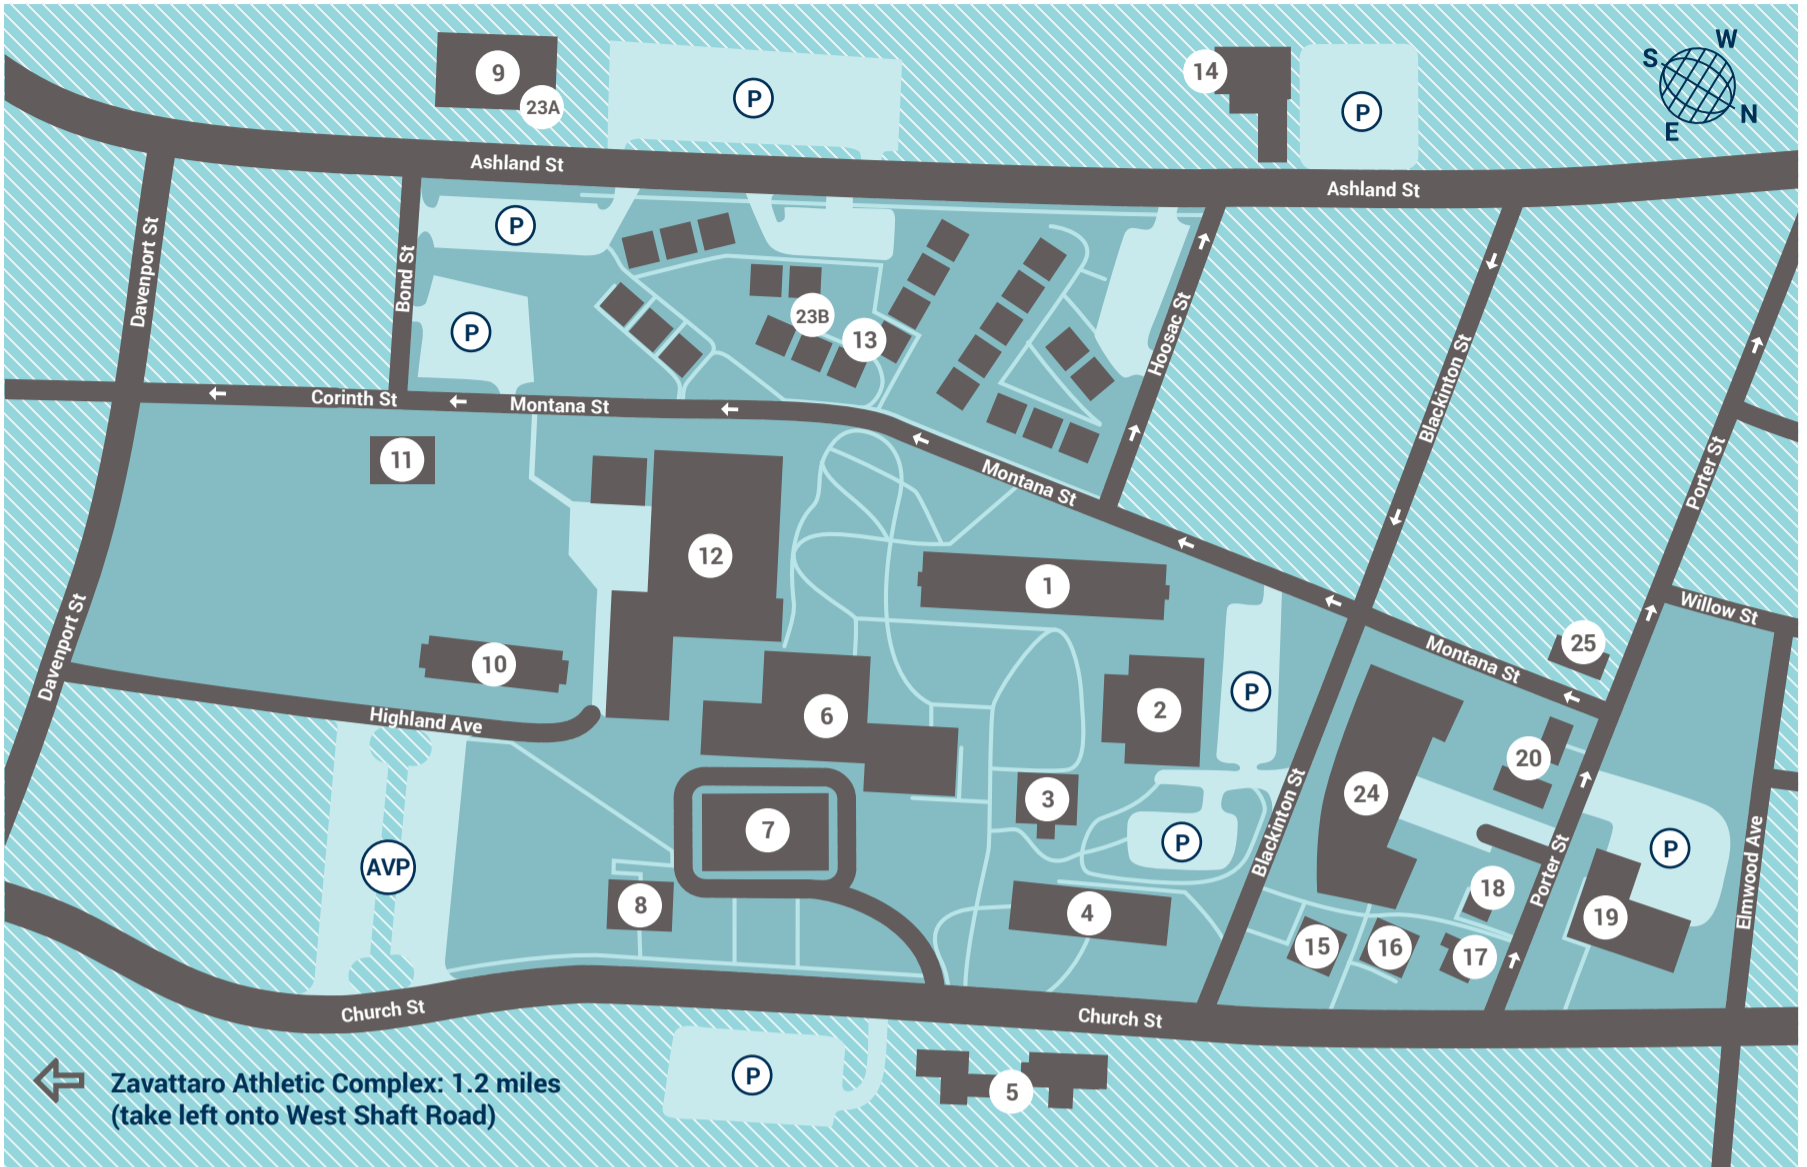 W
S
N
E
9
23A
P
14
P
Ashland St
Ashland St
P
Davenport St
Bond St
P
23B
13
Hoosac St
Blackinton St
Porter St
Corinth St
Montana St
11
Montana St
12
1
Willow St
25
Montana St
10
Davenport St
Highland Ave
6
2
P
20
24
3
7
P
AVP
8
4
Blackinton St
18
Porter St
19
P
Elmwood Ave
15
16
17
Church St
Church St
P
5
Zavattaro Athletic Complex: 1.2 miles
(take left onto West Shaft Road)